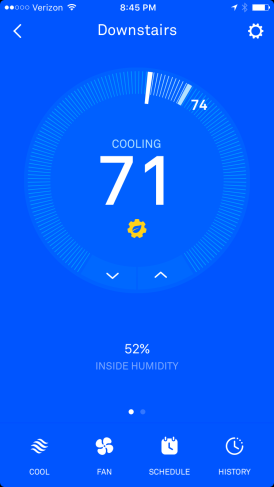 Verizon 8:45 PM
Downstairs
74
COOLING
71
52%
INSIDE HUMIDITY
COOL FAN SCHEDULE HISTORY